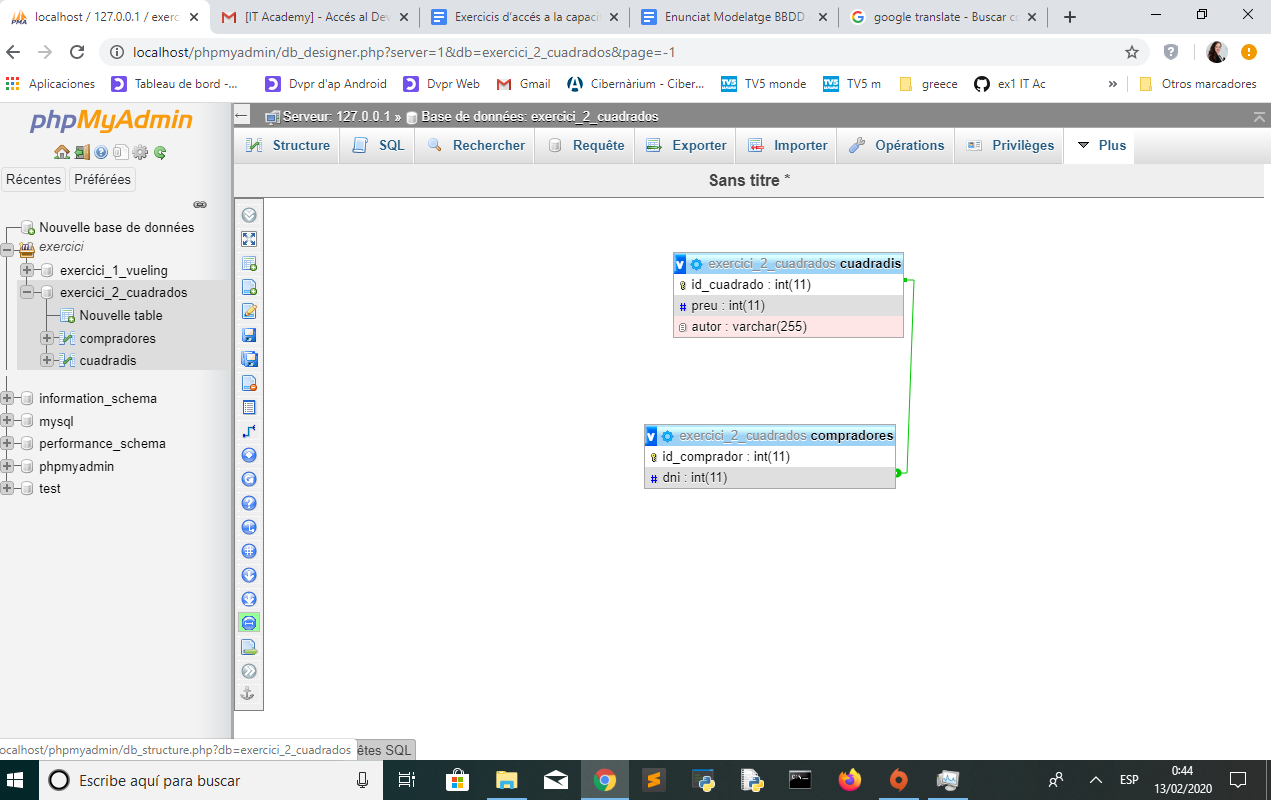 localhost / 127.0.0.1 / exerc
[IT Academy] - Accés al De
Exercicis d'accés a la capaci
Enunciat Modelatge BBDD
google translate - Buscar c
localhost/phpmyadmin/db_designer.php?server=1&db=exercici_2_cuadrados&page=-1
Aplicaciones
Tableau de bord -...
Dvpr d'ap Android
Dvpr Web
Gmail
Cibernàrium - Ciber...
TV5 monde
TV5 m
greece
ex1 IT Ac
»
Otros marcadores
phpMyAdmin
Récentes
Préférées
Nouvelle base de données
exercici
exercici_1_vueling
exercici_2_cuadrados
Nouvelle table
compradores
cuadradis
information_schema
mysql
performance_schema
phpmyadmin
test
Serveur: 127.0.0.1 » Base de données: exercici_2_cuadrados
Structure
SQL
Rechercher
Requête
Exporter
Importer
Opérations
Privilèges
Plus
Sans titre *
v exercici_2_cuadrados cuadradis
id_cuadrado : int(11)
# preu : int(11)
autor : varchar(255)
v exercici_2_cuadrados compradores
id_comprador : int(11)
# dni : int(11)
ocalhost/phpmyadmin/db_structure.php?db=exercici_2_cuadrados
êtes SQL
Escribe aquí para buscar
ESP
0:44
13/02/2020